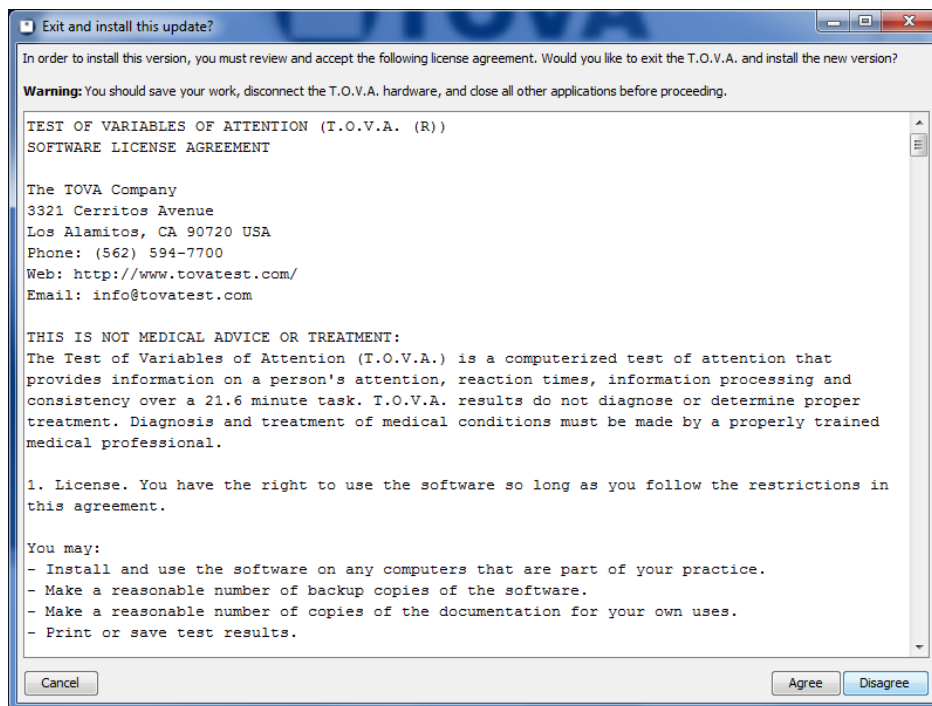 TOVA
Exit and install this update?
In order to install this version, you must review and accept the following license agreement. Would you like to exit the T.O.V.A. and install the new version?
Warning: You should save your work, disconnect the T.O.V.A. hardware, and close all other applications before proceeding.
TEST OF VARIABLES OF ATTENTION (T.O.V.A. (R))
SOFTWARE LICENSE AGREEMENT
The TOVA Company
3321 Cerritos Avenue
Los Alamitos, CA 90720 USA
Phone: (562) 594-7700
Web: http://www.tovatest.com/
Email: info@tovatest.com
THIS IS NOT MEDICAL ADVICE OR TREATMENT:
The Test of Variables of Attention (T.O.V.A.) is a computerized test of attention that
provides information on a person's attention, reaction times, information processing and
consistency over a 21.6 minute task. T.O.V.A. results do not diagnose or determine proper
treatment. Diagnosis and treatment of medical conditions must be made by a properly trained
medical professional.
1. License. You have the right to use the software so long as you follow the restrictions in
this agreement.
You may:
- Install and use the software on any computers that are part of your practice.
- Make a reasonable number of backup copies of the software.
- Make a reasonable number of copies of the documentation for your own uses.
- Print or save test results.
Cancel
Agree
Disagree